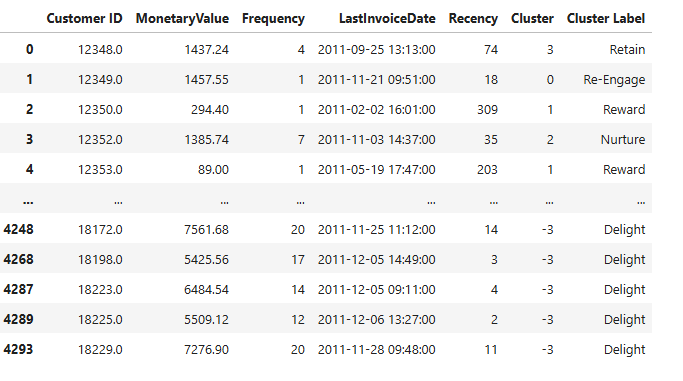 Customer ID MonetaryValue Frequency LastInvoiceDate Recency Cluster Cluster Label
0 12348.0 1437.24 4 2011-09-25 13:13:00 74 3 Retain
1 12349.0 1457.55 1 2011-11-21 09:51:00 18 0 Re-Engage
2 12350.0 294.40 1 2011-02-02 16:01:00 309 1 Reward
3 12352.0 1385.74 7 2011-11-03 14:37:00 35 2 Nurture
4 12353.0 89.00 1 2011-05-19 17:47:00 203 1 Reward
... ... ... ... ... ... ... ...
4248 18172.0 7561.68 20 2011-11-25 11:12:00 14 -3 Delight
4268 18198.0 5425.56 17 2011-12-05 14:49:00 3 -3 Delight
4287 18223.0 6484.54 14 2011-12-05 09:11:00 4 -3 Delight
4289 18225.0 5509.12 12 2011-12-06 13:27:00 2 -3 Delight
4293 18229.0 7276.90 20 2011-11-28 09:48:00 11 -3 Delight